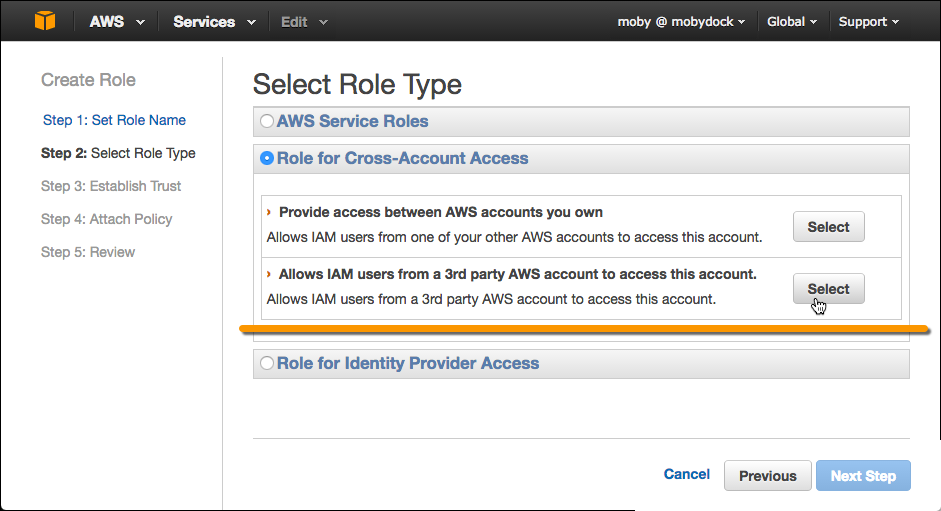 AWS Services Edit moby @ mobydock Global Support
Create Role
Step 1: Set Role Name
Step 2: Select Role Type
Step 3: Establish Trust
Step 4: Attach Policy
Step 5: Review
Select Role Type
AWS Service Roles
Role for Cross-Account Access
Provide access between AWS accounts you own
Allows IAM users from one of your other AWS accounts to access this account.
Select
Allows IAM users from a 3rd party AWS account to access this account.
Allows IAM users from a 3rd party AWS account to access this account.
Select
Role for Identity Provider Access
Cancel Previous Next Step